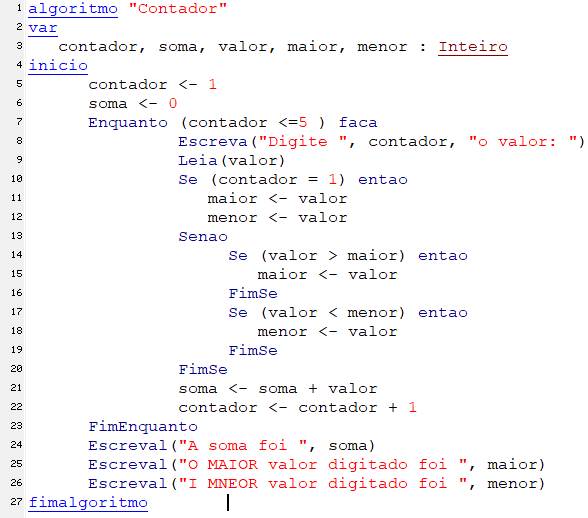 1 algoritmo "Contador"
2 var
3 contador, soma, valor, maior, menor : Inteiro
4 inicio
5 contador <- 1
6 soma <- 0
7 Enquanto (contador <=5 ) faca
8 Escreva("Digite ", contador, "o valor: ")
9 Leia(valor)
10 Se (contador = 1) entao
11 maior <- valor
12 menor <- valor
13 Senao
14 Se (valor > maior) entao
15 maior <- valor
16 FimSe
17 Se (valor < menor) entao
18 menor <- valor
19 FimSe
20 FimSe
21 soma <- soma + valor
22 contador <- contador + 1
23 FimEnquanto
24 Escreval("A soma foi ", soma)
25 Escreval("O MAIOR valor digitado foi ", maior)
26 Escreval("I MNEOR valor digitado foi ", menor)
27 fimalgoritmo